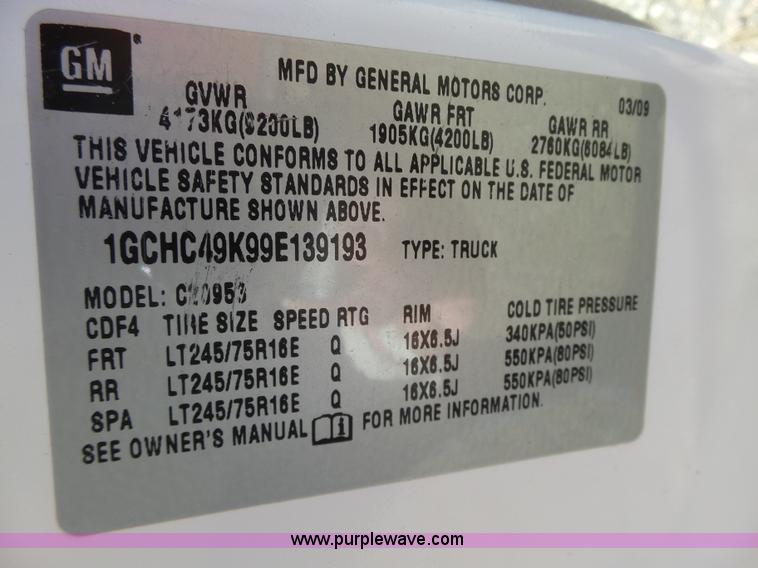 GM
MFD BY GENERAL MOTORS CORP. 03/09
GVWR GAWR FRT GAWR RR
4173KG(9200LB) 1905KG(4200LB) 2760KG(6084LB)
THIS VEHICLE CONFORMS TO ALL APPLICABLE U.S. FEDERAL MOTOR
VEHICLE SAFETY STANDARDS IN EFFECT ON THE DATE OF
MANUFACTURE SHOWN ABOVE.
1GCHC49K99E139193 TYPE: TRUCK
MODEL:
CDF4 TIRE SIZE SPEED RTG RIM COLD TIRE PRESSURE
FRT LT245/75R16E Q 16X6.5J 340KPA(50PSI)
RR LT245/75R16E Q 16X6.5J 550KPA(80PSI)
SPA LT245/75R16E Q 16X6.5J 550KPA(80PSI)
SEE OWNER'S MANUAL i FOR MORE INFORMATION.
www.purplewave.com